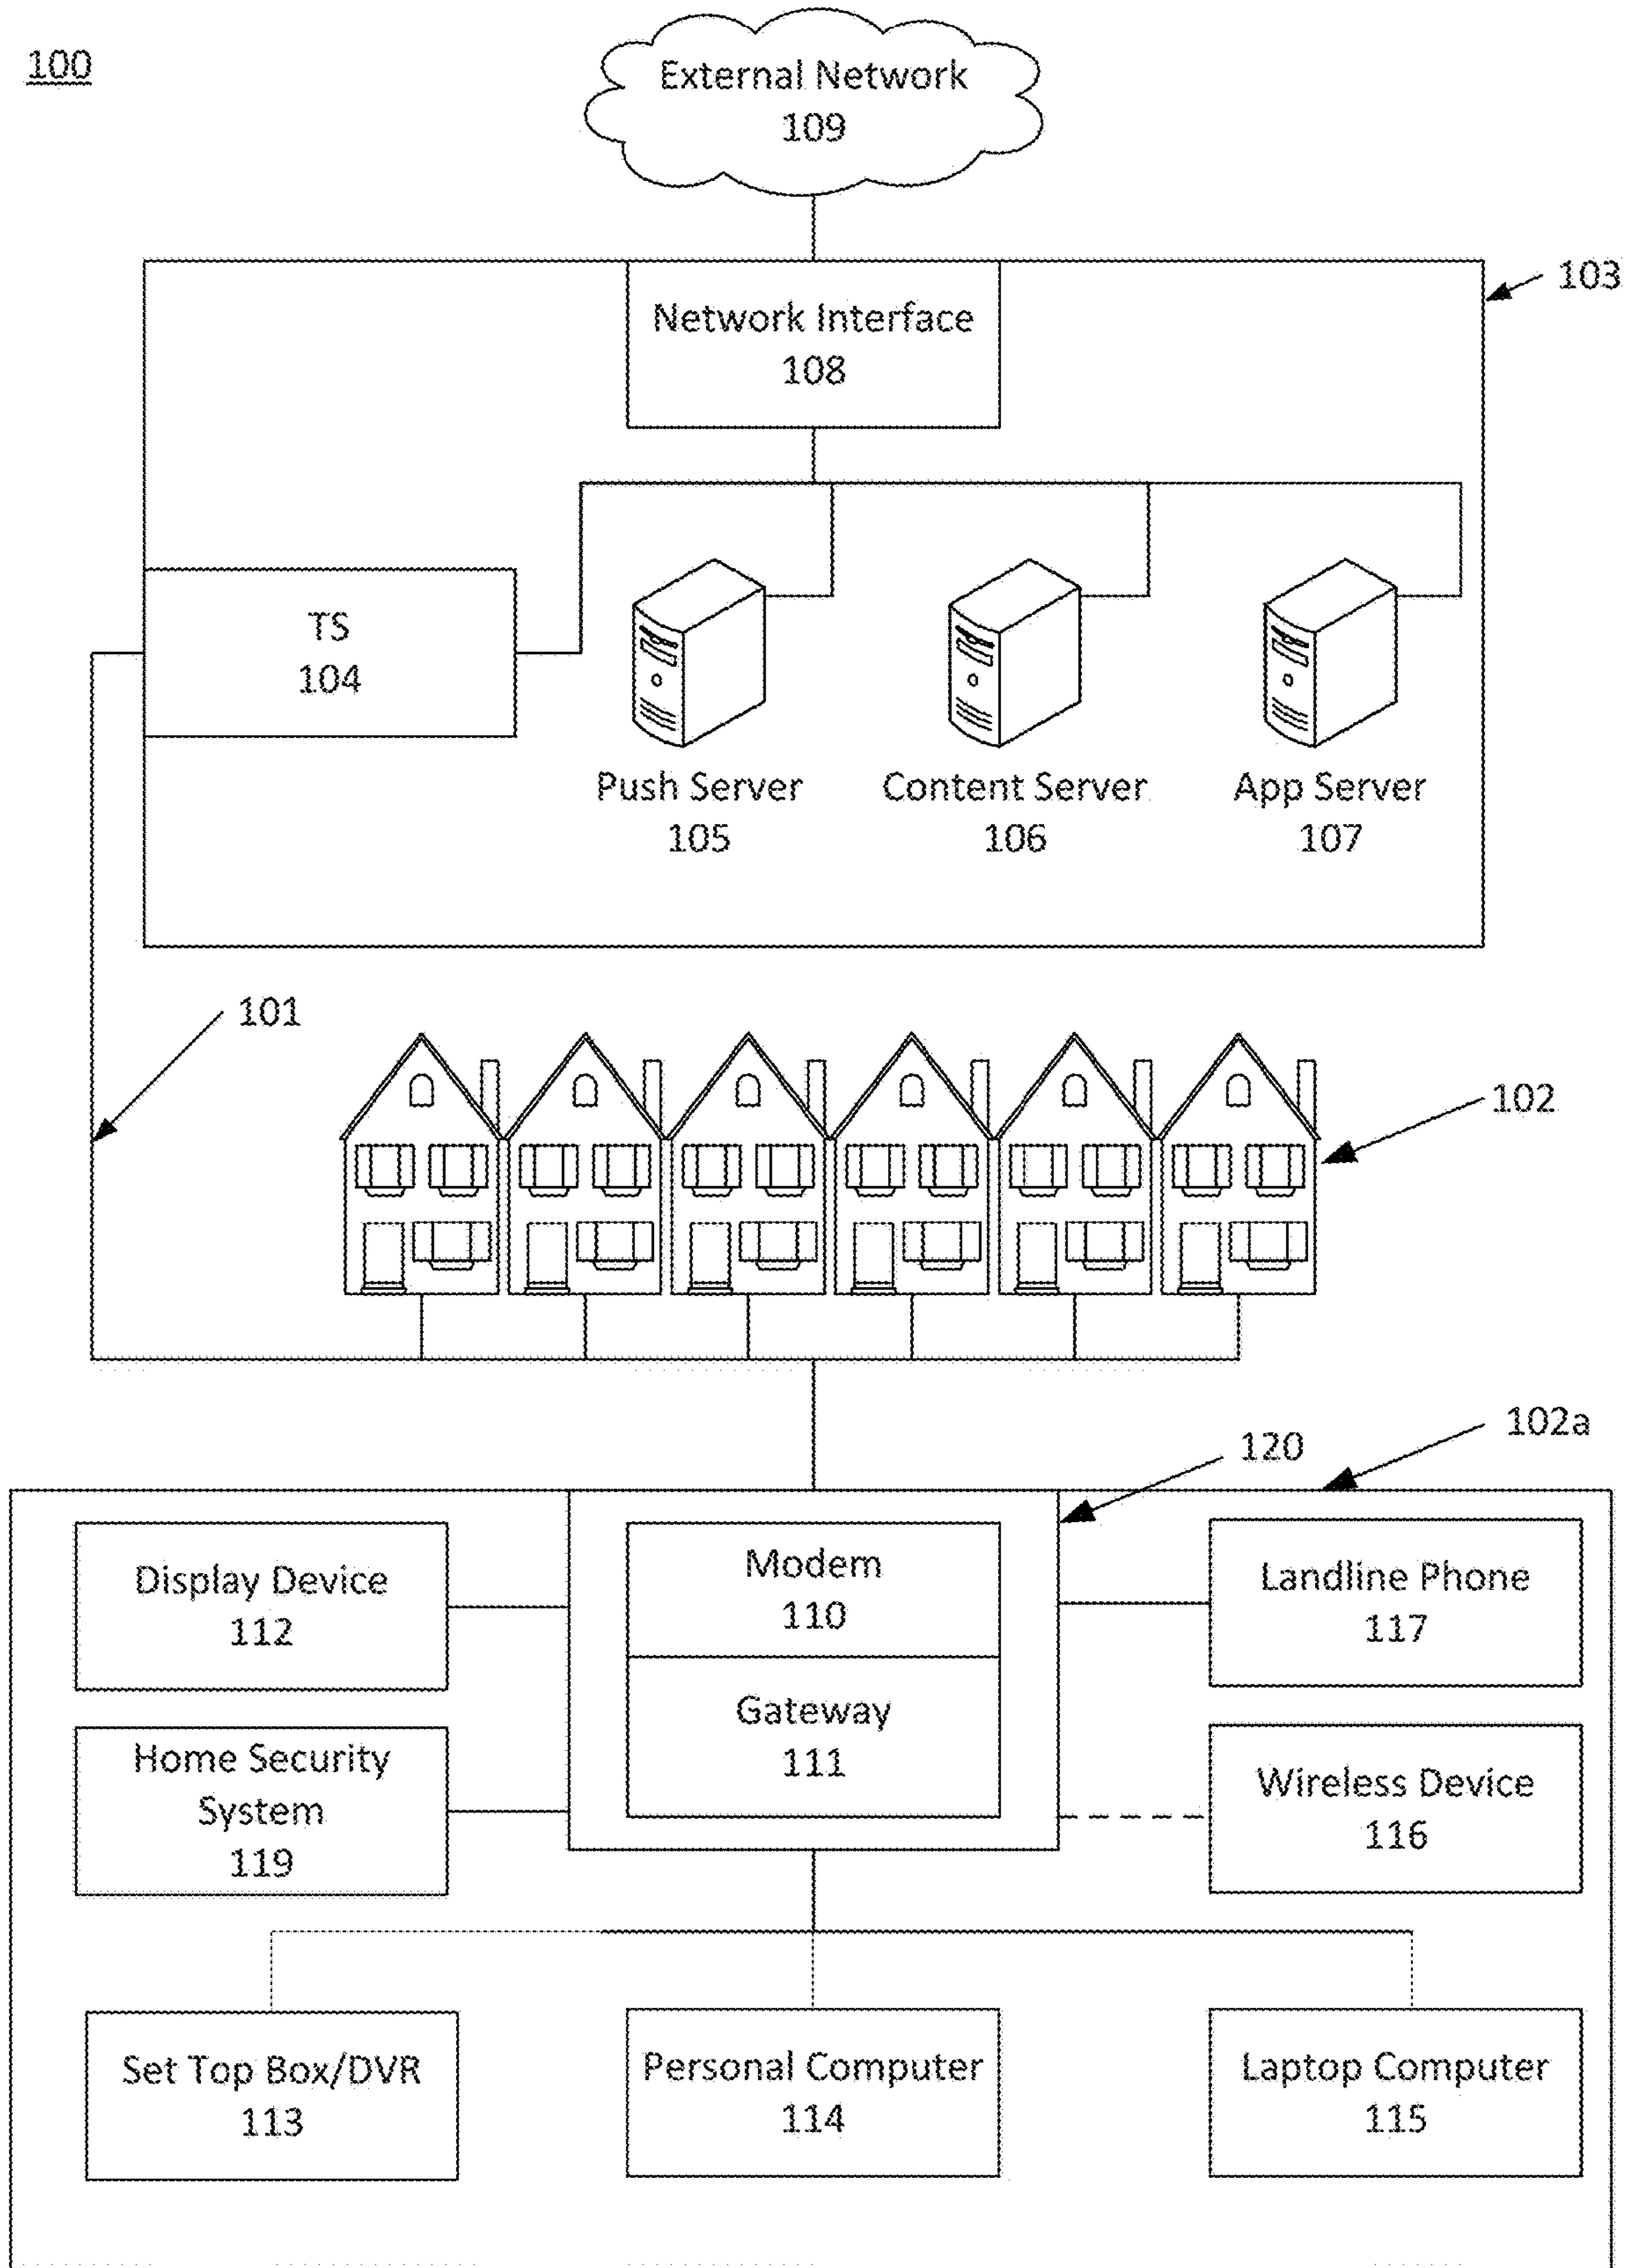 100
External Network
109
103
Network Interface
108
TS
104
Push Server
105
Content Server
106
App Server
107
101
102
102a
120
Display Device
112
Modem
110
Landline Phone
117
Gateway
111
Home Security
System
119
Wireless Device
116
Set Top Box/DVR
113
Personal Computer
114
Laptop Computer
115